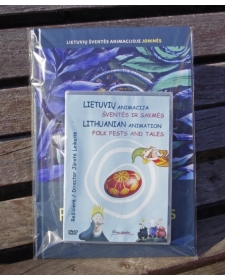 LIETUVIŲ ŠVENTĖS ANIMACIJOJE JONINĖS
LIETUVIŲ ANIMACIJA
ŠVENTĖS IR SAKMĖS
LITHUANIAN ANIMATION
FOLK FESTS AND TALES
Režisierė / Director Jūratė Leikaitė
DVD